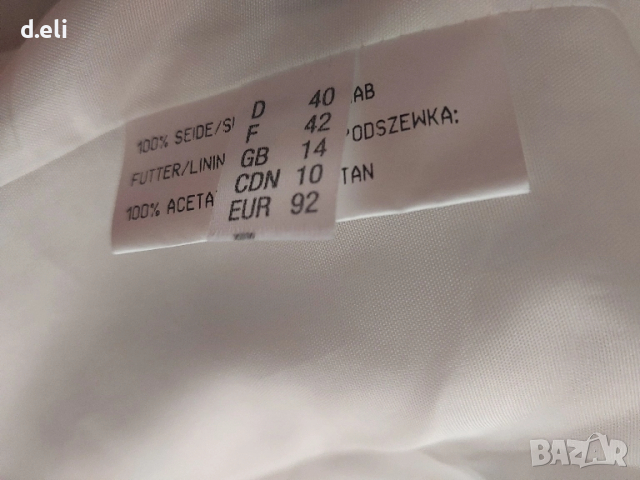 d.eli
D 40
F 42
GB 14
CDN 10
EUR 92
100% SEIDE/S
FUTTER/LININ
100% ACETA
AB
PODSZEWKA:
TAN
BAZAR